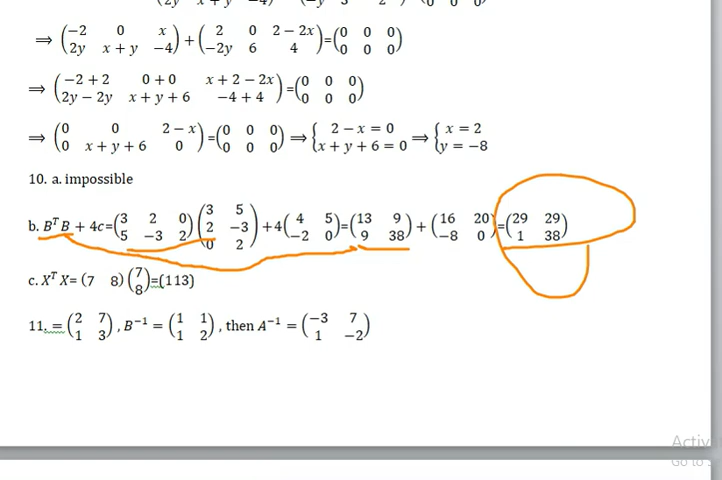 ⟹ (−2 0 x
2y x + y −4) + (2 0 2 − 2x
−2y 6 4) = (0 0 0
0 0 0)
⟹ (−2 + 2 0 + 0 x + 2 − 2x
2y − 2y x + y + 6 −4 + 4) = (0 0 0
0 0 0)
⟹ (0 0 2 − x
0 x + y + 6 0) = (0 0 0
0 0 0) ⟹ {2 − x = 0
x + y + 6 = 0 ⟹ {x = 2
y = −8
10. a. impossible
b. B^T B + 4c = (3 2 0
5 −3 2) (3 5
2 −3
0 2) + 4(4 5
−2 0) = (13 9
9 38) + (16 20
−8 0) = (29 29
1 38)
c. X^T X = (7 8) (7
8) = (113)
11. = (2 7
1 3), B^−1 = (1 1
1 2), then A^−1 = (−3 7
1 −2)
Activ
Go to